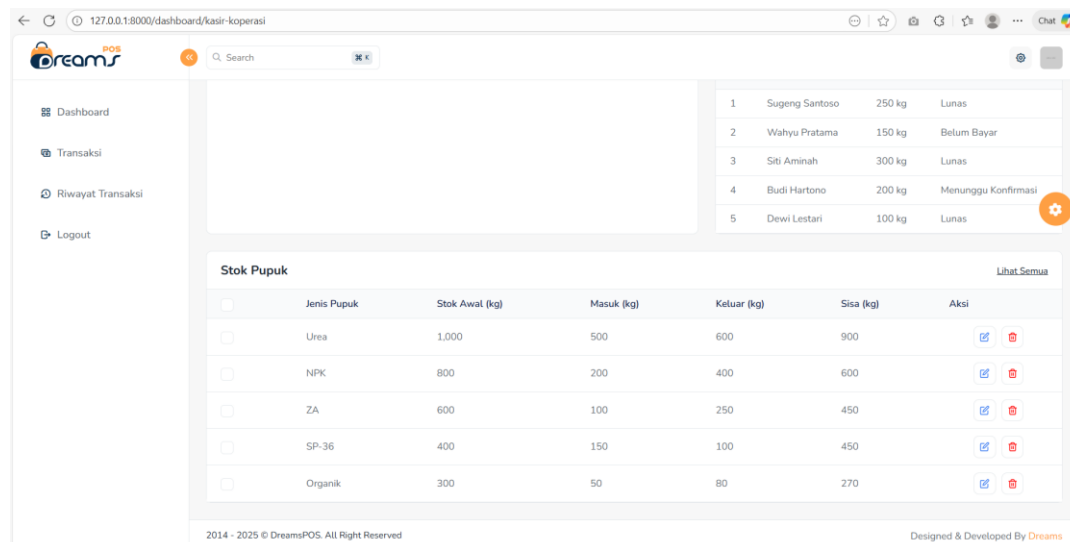 127.0.0.1:8000/dashboard/kasir-koperasi
Chat
DreamsPOS
Search
⌘ K
Dashboard
Transaksi
Riwayat Transaksi
Logout
1 Sugeng Santoso 250 kg Lunas
2 Wahyu Pratama 150 kg Belum Bayar
3 Siti Aminah 300 kg Lunas
4 Budi Hartono 200 kg Menunggu Konfirmasi
5 Dewi Lestari 100 kg Lunas
Stok Pupuk Lihat Semua
Jenis Pupuk Stok Awal (kg) Masuk (kg) Keluar (kg) Sisa (kg) Aksi
Urea 1,000 500 600 900
NPK 800 200 400 600
ZA 600 100 250 450
SP-36 400 150 100 450
Organik 300 50 80 270
2014 - 2025 © DreamsPOS. All Right Reserved Designed & Developed By Dreams